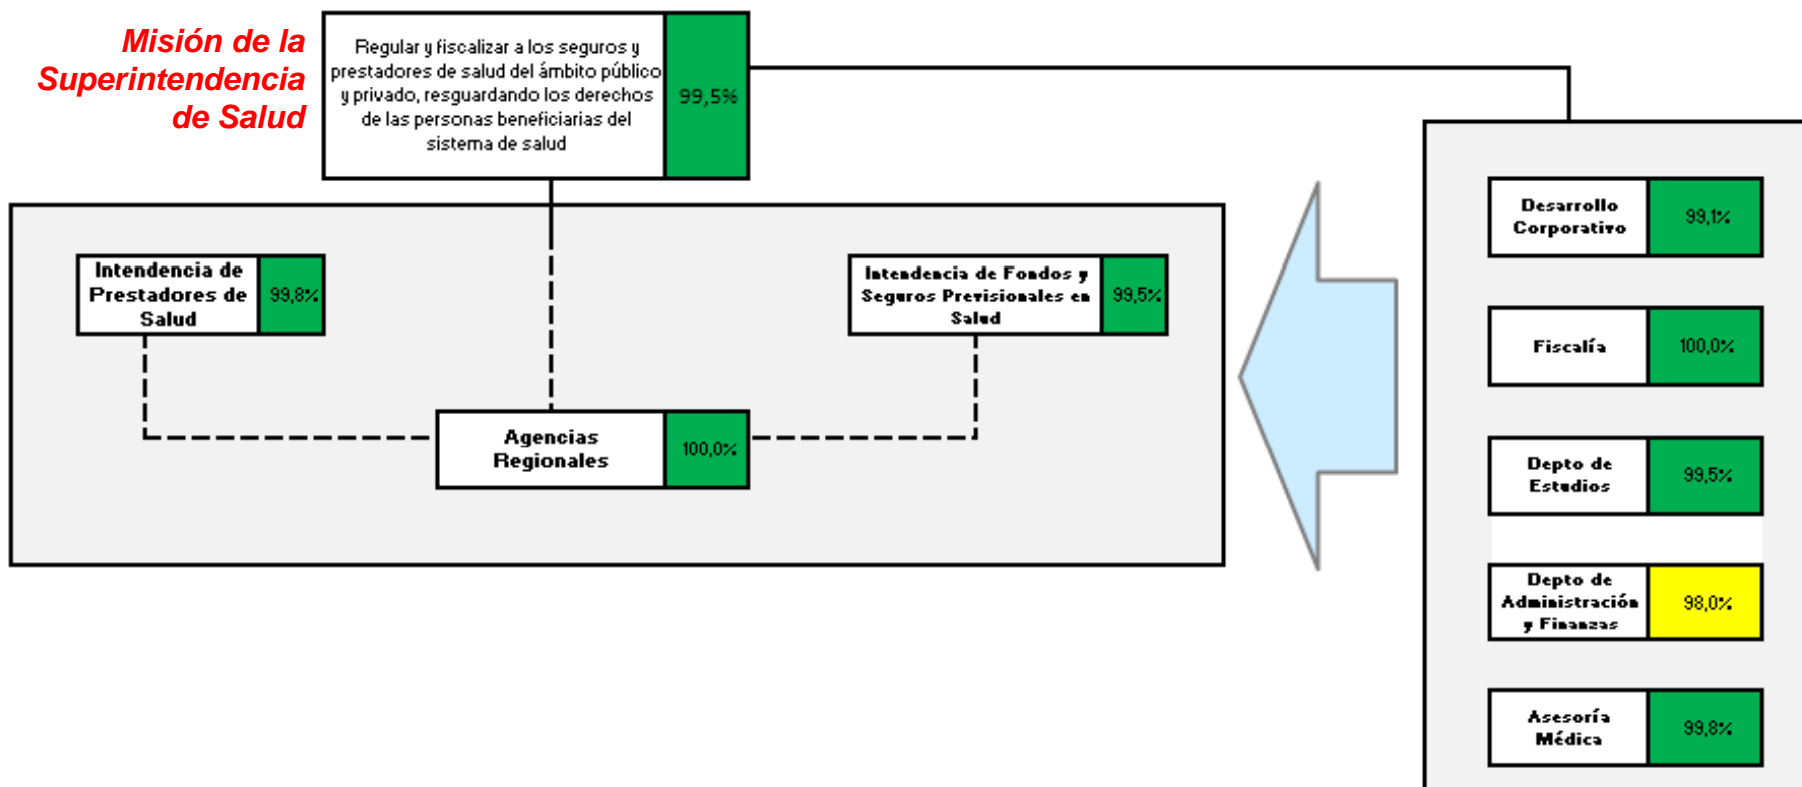 Misión de la
Superintendencia
de Salud
Regular y fiscalizar a los seguros y
prestadores de salud del ámbito público
y privado, resguardando los derechos
de las personas beneficiarias del
sistema de salud
99,5%
Intendencia de
Prestadores de
Salud
99,8%
Intendencia de Fondos y
Seguros Previsionales en
Salud
99,5%
Agencias
Regionales
100,0%
Desarrollo
Corporativo
99,1%
Fiscalía
100,0%
Depto de
Estudios
99,5%
Depto de
Administración
y Finanzas
98,0%
Asesoría
Médica
99,8%